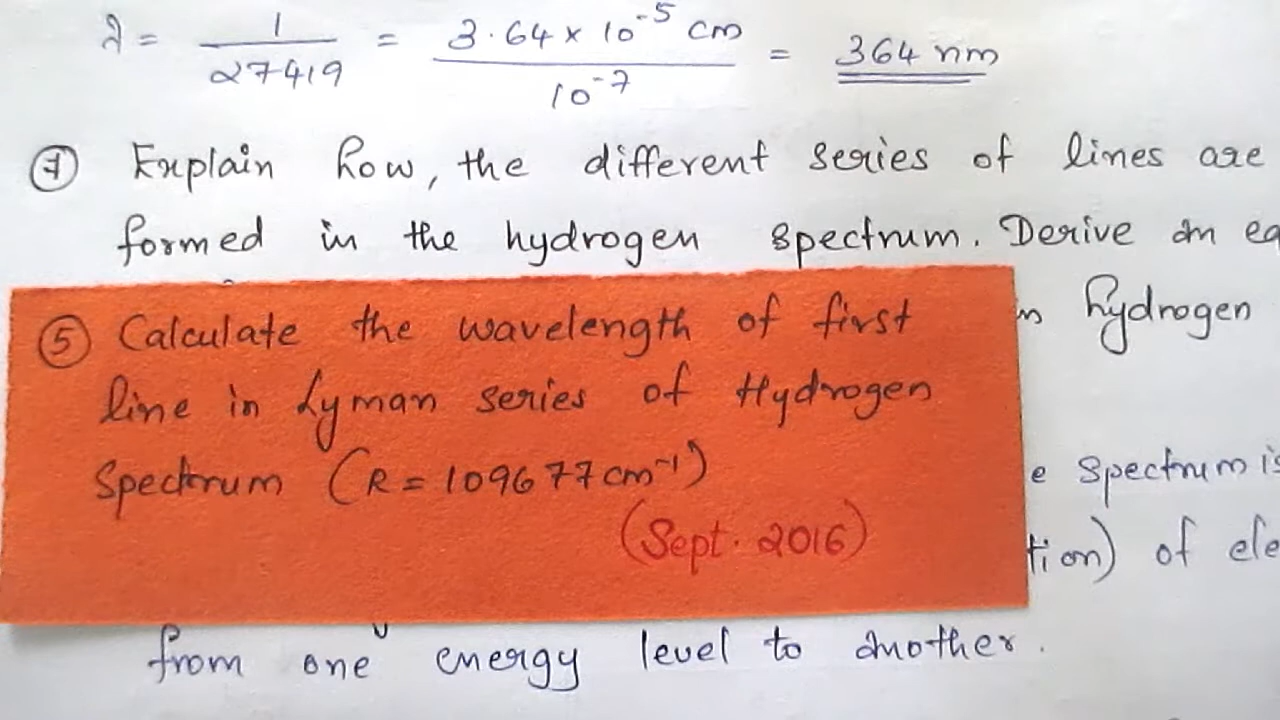 λ = 1 / 27419 = 3.64 x 10⁻⁵ cm / 10⁻⁷ = 364 nm
⑦ Explain how, the different series of lines are
formed in the hydrogen spectrum. Derive an
hydrogen
⑤ Calculate the wavelength of first
line in Lyman series of Hydrogen
Spectrum (R = 109677 cm⁻¹)
(Sept. 2016)
e spectrum is
tion) of ele
from one energy level to another.